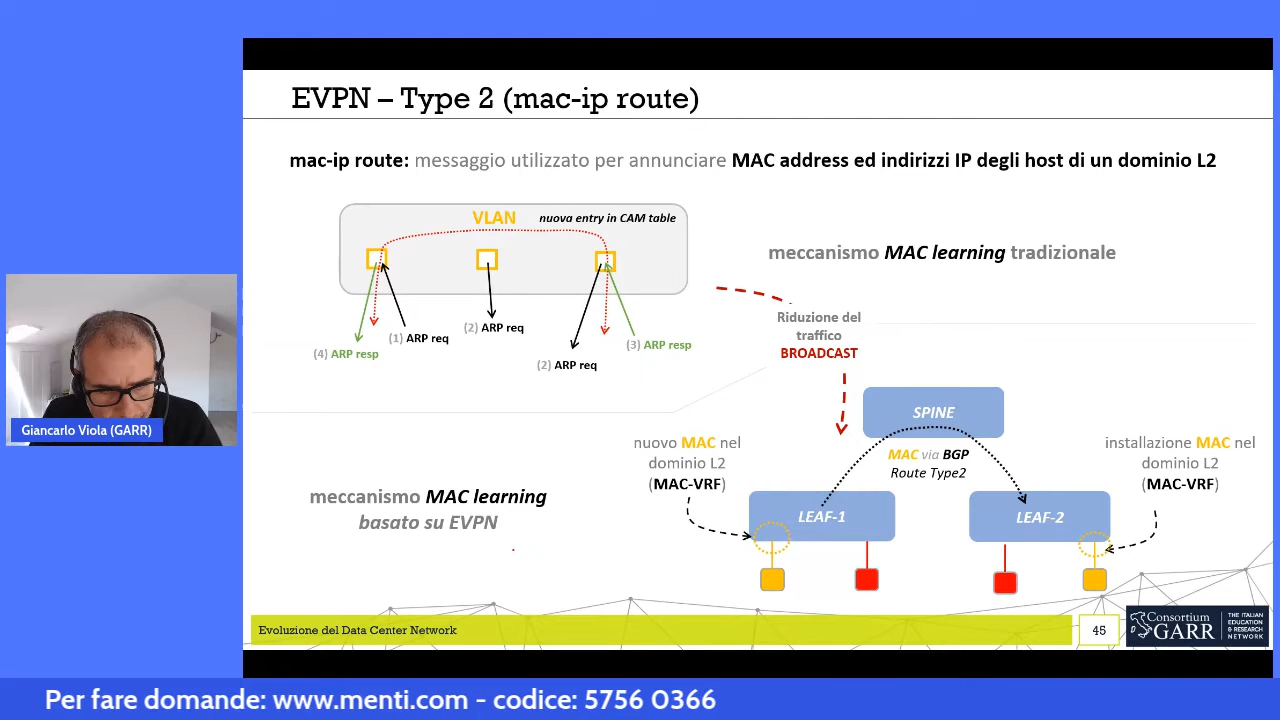 EVPN – Type 2 (mac-ip route)
mac-ip route: messaggio utilizzato per annunciare MAC address ed indirizzi IP degli host di un dominio L2
VLAN
nuova entry in CAM table
(1) ARP req
(2) ARP req
(2) ARP req
(3) ARP resp
(4) ARP resp
meccanismo MAC learning tradizionale
Riduzione del
traffico
BROADCAST
SPINE
MAC via BGP
Route Type2
nuovo MAC nel
dominio L2
(MAC-VRF)
installazione MAC nel
dominio L2
(MAC-VRF)
meccanismo MAC learning
basato su EVPN
LEAF-1
LEAF-2
Giancarlo Viola (GARR)
Evoluzione del Data Center Network
45
Consortium
GARR
THE ITALIAN
EDUCATION
& RESEARCH
NETWORK
Per fare domande: www.menti.com - codice: 5756 0366